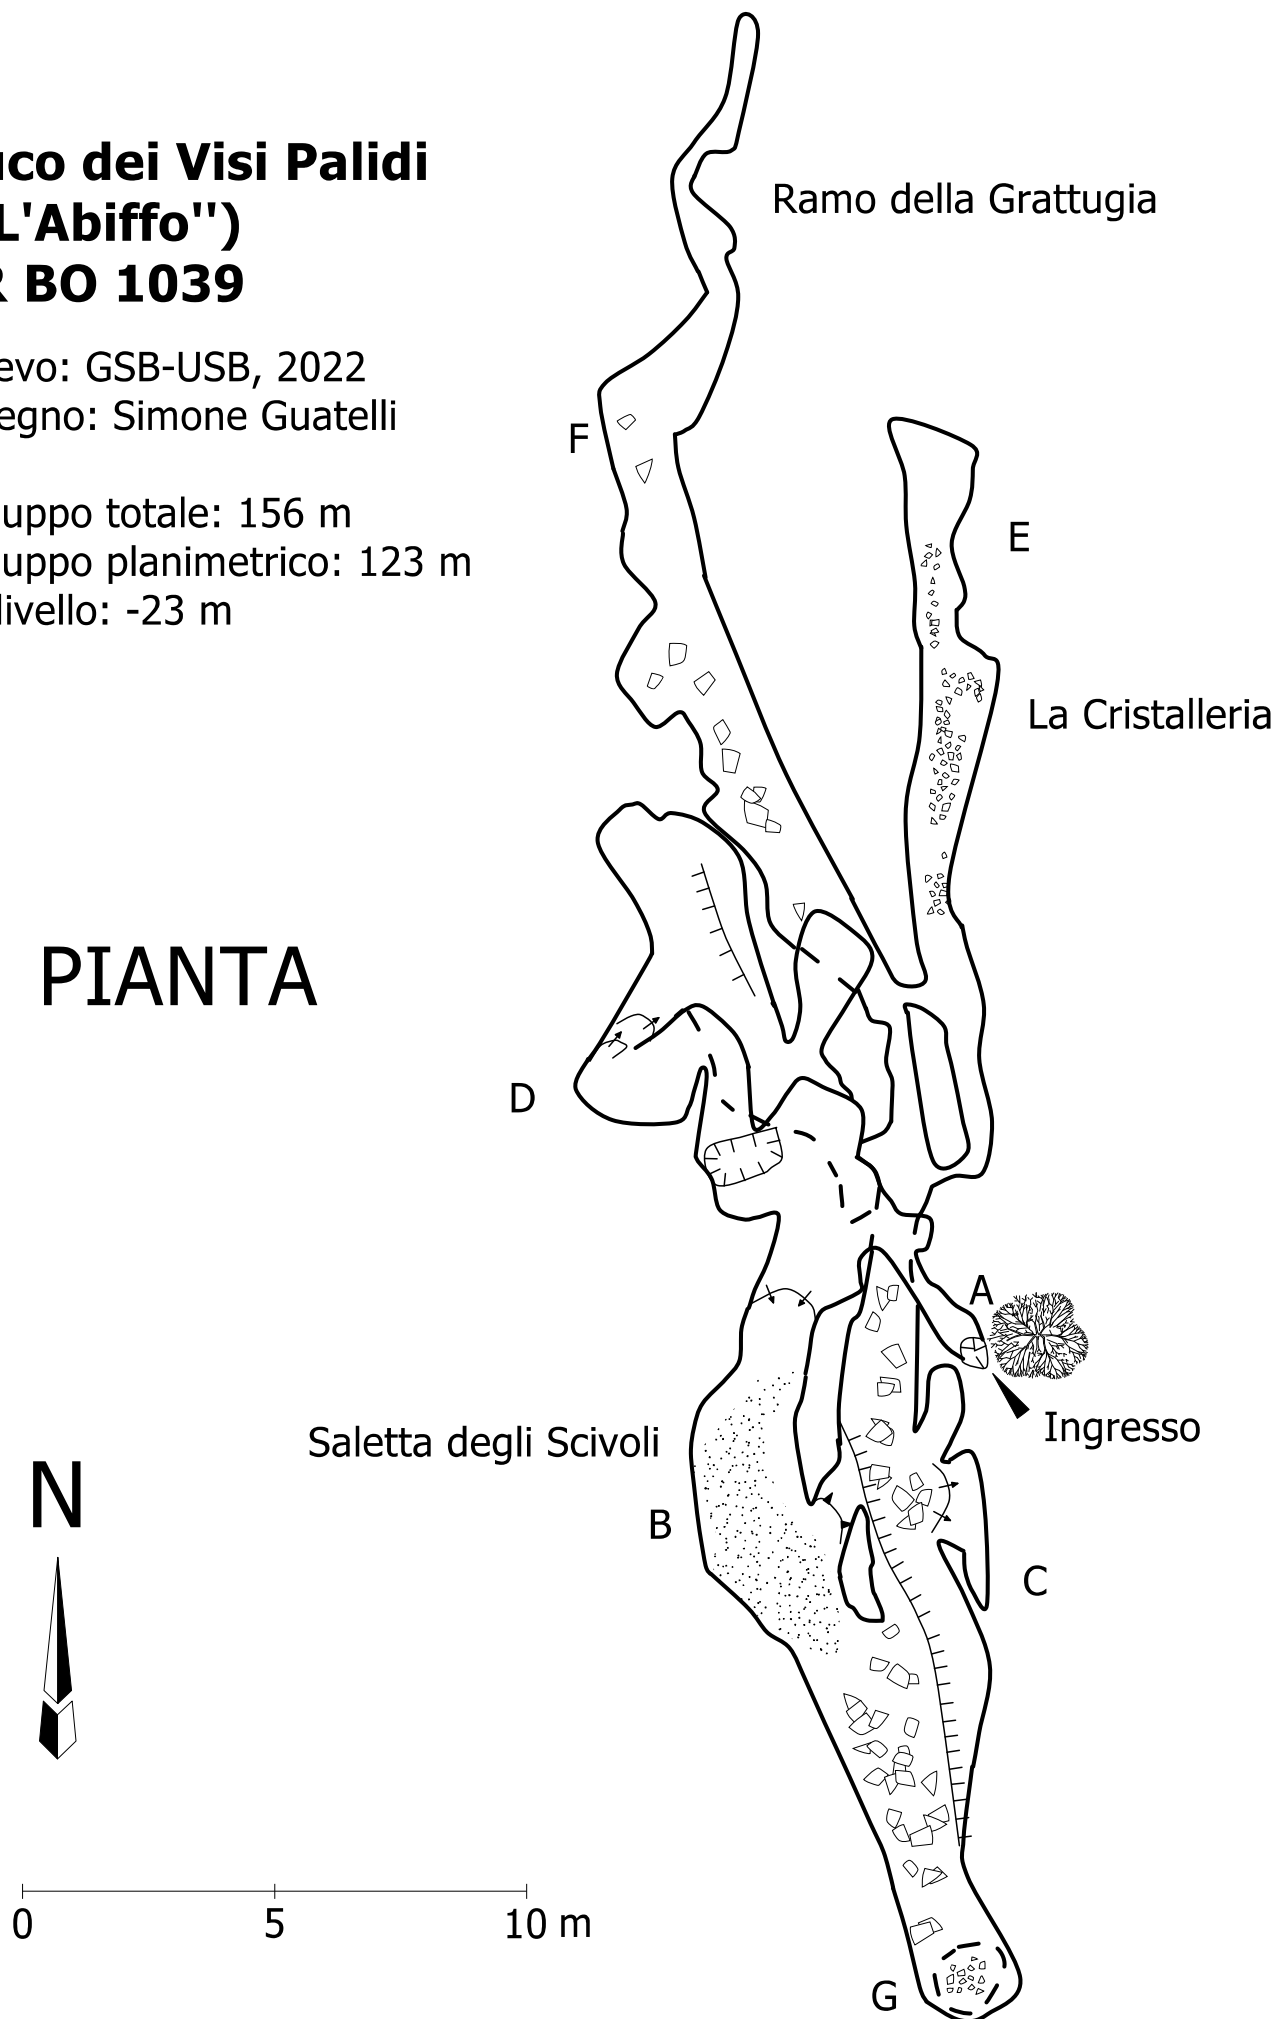 uco dei Visi Palidi
L'Abiffo'')
R BO 1039
evo: GSB-USB, 2022
egno: Simone Guatelli
uppo totale: 156 m
uppo planimetrico: 123 m
livello: -23 m
Ramo della Grattugia
F
E
La Cristalleria
PIANTA
D
A
Ingresso
Saletta degli Scivoli
N
B
C
0 5 10 m
G